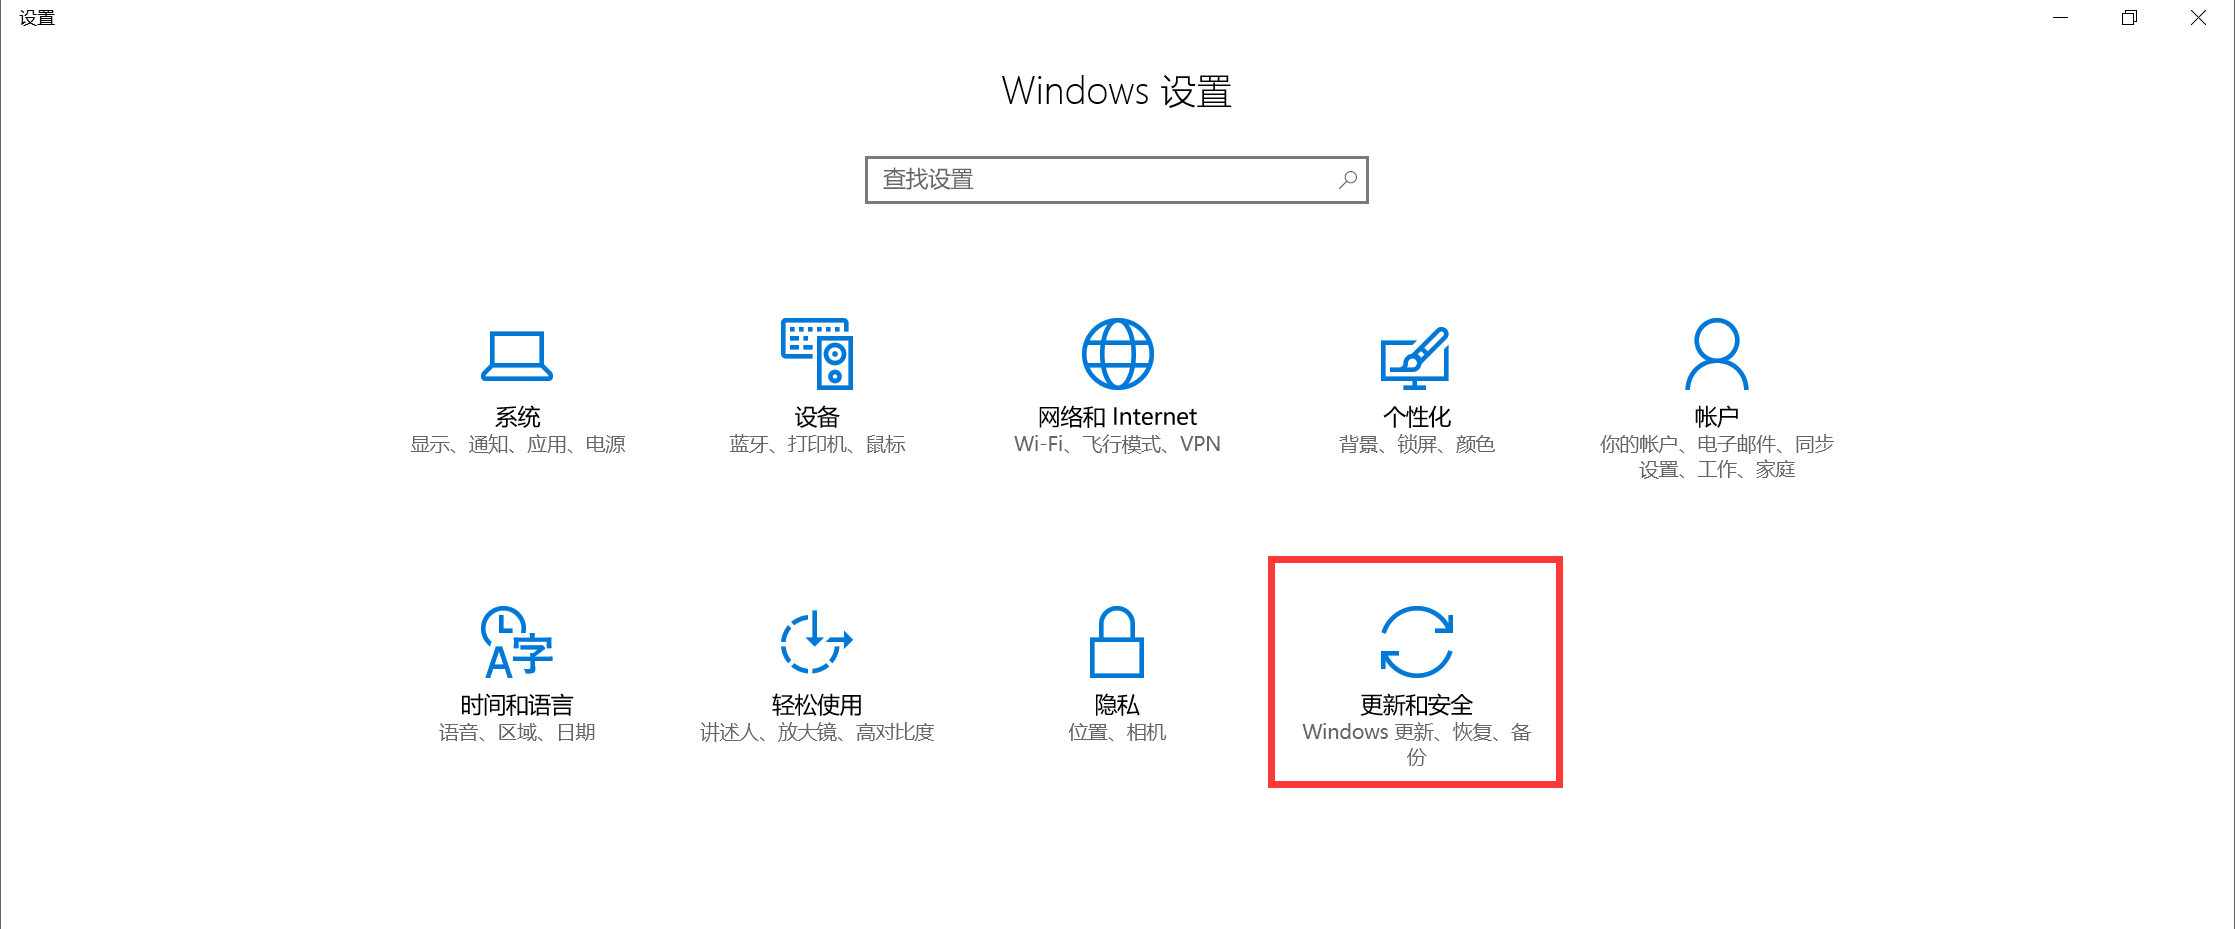 设置
Windows 设置
查找设置
系统
显示、通知、应用、电源
设备
蓝牙、打印机、鼠标
网络和 Internet
Wi-Fi、飞行模式、VPN
个性化
背景、锁屏、颜色
帐户
你的帐户、电子邮件、同步
设置、工作、家庭
时间和语言
语音、区域、日期
轻松使用
讲述人、放大镜、高对比度
隐私
位置、相机
更新和安全
Windows 更新、恢复、备
份